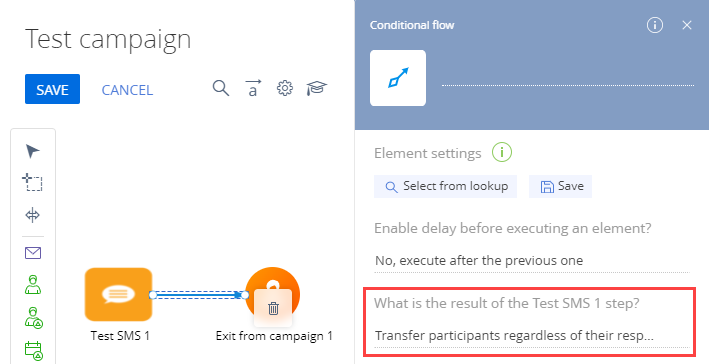 Test campaign
SAVE
CANCEL
a
Test SMS 1
Exit from campaign 1
Conditional flow
Element settings
Select from lookup
Save
Enable delay before executing an element?
No, execute after the previous one
What is the result of the Test SMS 1 step?
Transfer participants regardless of their resp...